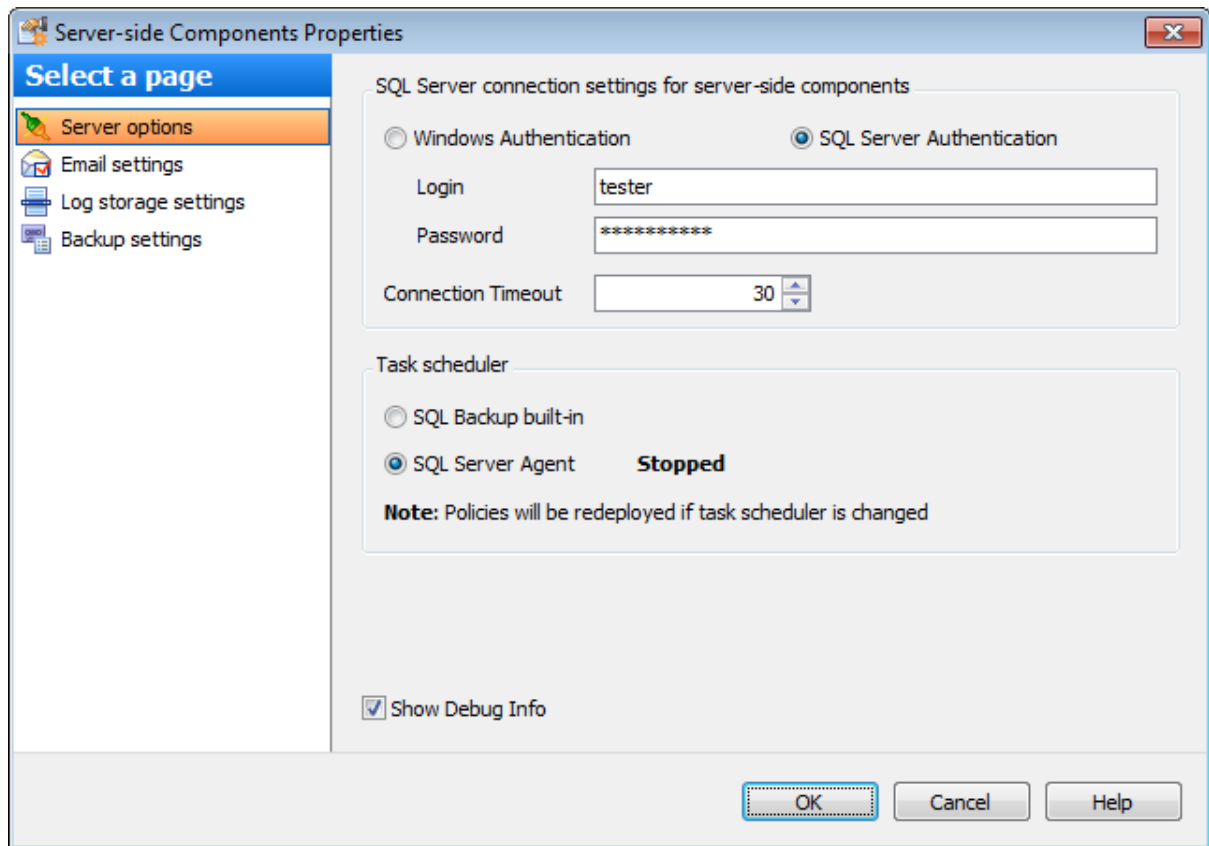 Server-side Components Properties
Select a page
Server options
Email settings
Log storage settings
Backup settings
SQL Server connection settings for server-side components
Windows Authentication SQL Server Authentication
Login tester
Password **********
Connection Timeout 30
Task scheduler
SQL Backup built-in
SQL Server Agent Stopped
Note: Policies will be redeployed if task scheduler is changed
Show Debug Info
OK Cancel Help